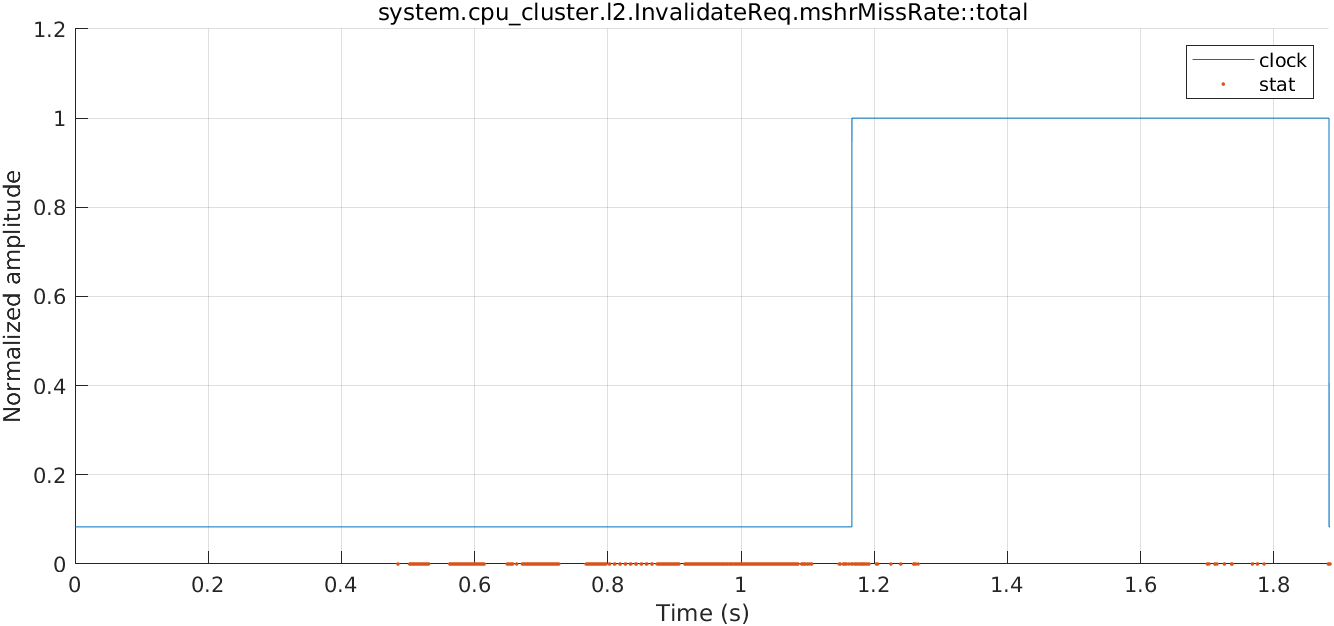 system.cpu_cluster.l2.InvalidateReq.mshrMissRate::total
1.2
1
0.8
0.6
0.4
0.2
0
Normalized amplitude
clock
stat
0 0.2 0.4 0.6 0.8 1 1.2 1.4 1.6 1.8
Time (s)